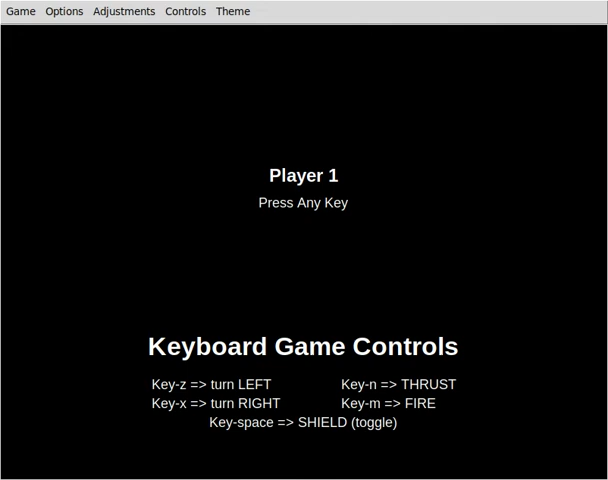 Game Options Adjustments Controls Theme
Player 1
Press Any Key
Keyboard Game Controls
Key-z => turn LEFT Key-n => THRUST
Key-x => turn RIGHT Key-m => FIRE
Key-space => SHIELD (toggle)